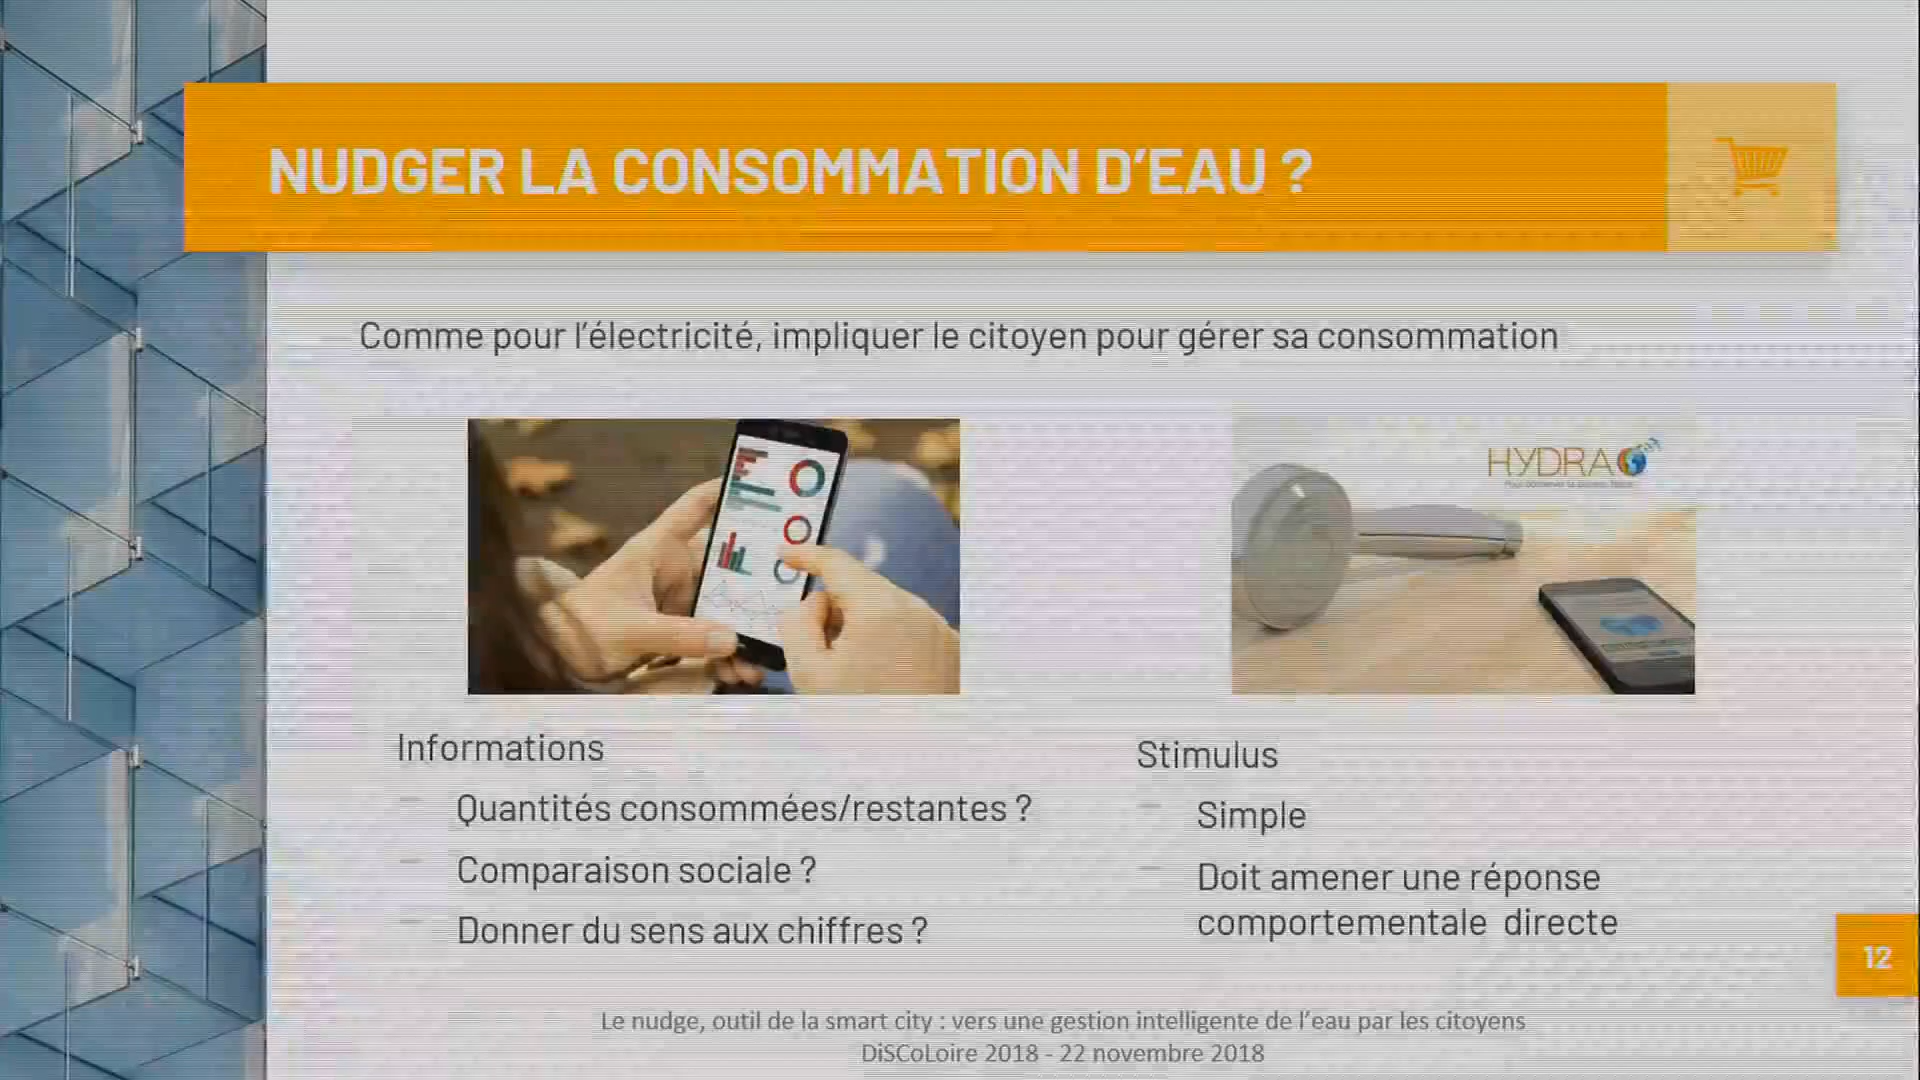 NUDGER LA CONSOMMATION D'EAU ?
Comme pour l'électricité, impliquer le citoyen pour gérer sa consommation
HYDRAO
Informations
Quantités consommées/restantes ?
Comparaison sociale ?
Donner du sens aux chiffres ?
Stimulus
Simple
Doit amener une réponse
comportementale directe
12
Le nudge, outil de la smart city : vers une gestion intelligente de l'eau par les citoyens
DiSCoLoire 2018 - 22 novembre 2018